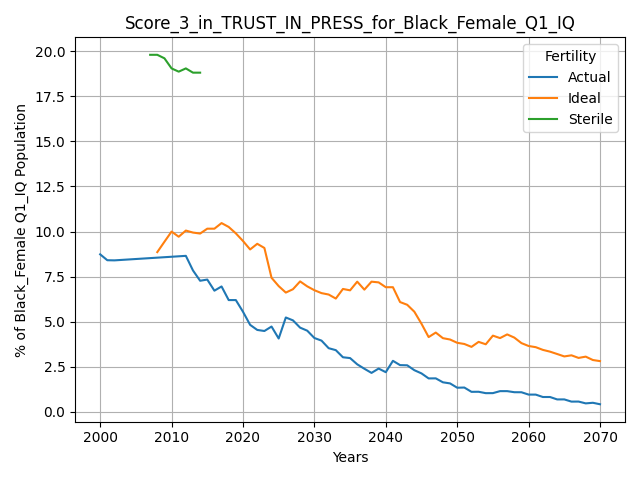 Score_3_in_TRUST_IN_PRESS_for_Black_Female_Q1_IQ
% of Black_Female Q1_IQ Population
20.0
17.5
15.0
12.5
10.0
7.5
5.0
2.5
0.0
Fertility
Actual
Ideal
Sterile
2000 2010 2020 2030 2040 2050 2060 2070
Years